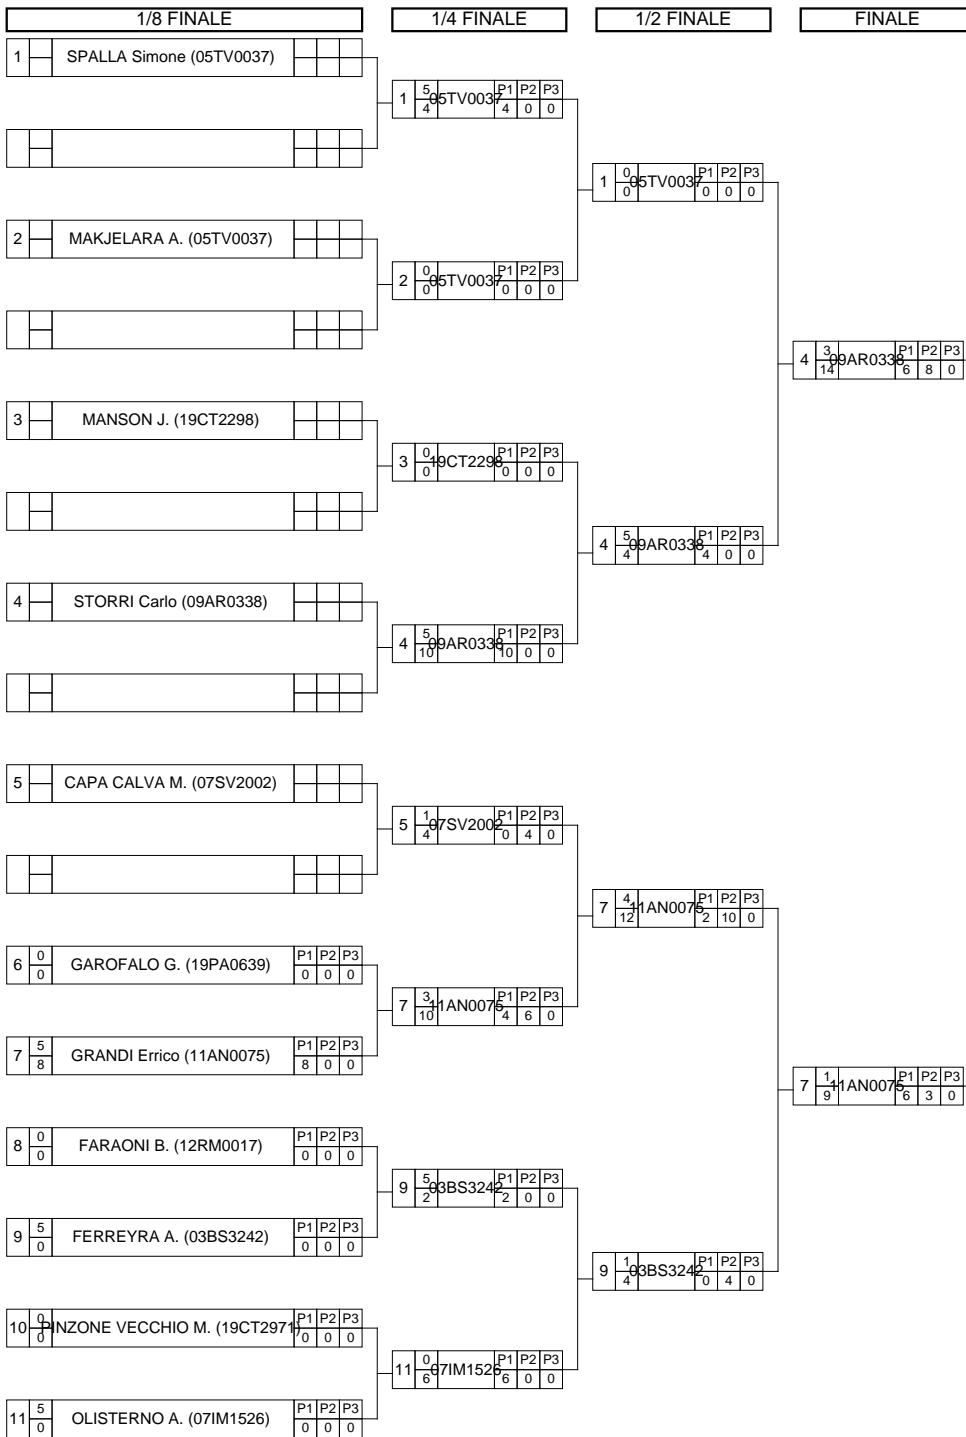 1/8 FINALE 1/4 FINALE 1/2 FINALE FINALE
1 SPALLA Simone (05TV0037)
1 5 4 05TV0037 P1 P2 P3 4 0 0
1 0 0 05TV0037 P1 P2 P3 0 0 0
2 MAKJELARA A. (05TV0037)
2 0 0 05TV0037 P1 P2 P3 0 0 0
4 3 14 09AR0338 P1 P2 P3 6 8 0
3 MANSON J. (19CT2298)
3 0 0 19CT2298 P1 P2 P3 0 0 0
4 5 4 09AR0338 P1 P2 P3 4 0 0
4 STORRI Carlo (09AR0338)
4 5 10 09AR0338 P1 P2 P3 10 0 0
5 CAPA CALVA M. (07SV2002)
5 1 4 07SV2002 P1 P2 P3 0 4 0
7 4 12 11AN0075 P1 P2 P3 2 10 0
6 0 0 GAROFALO G. (19PA0639) P1 P2 P3 0 0 0
7 3 10 11AN0075 P1 P2 P3 4 6 0
7 5 8 GRANDI Errico (11AN0075) P1 P2 P3 8 0 0
7 1 9 11AN0075 P1 P2 P3 6 3 0
8 0 0 FARAONI B. (12RM0017) P1 P2 P3 0 0 0
9 5 2 03BS3242 P1 P2 P3 2 0 0
9 5 0 FERREYRA A. (03BS3242) P1 P2 P3 0 0 0
9 1 4 03BS3242 P1 P2 P3 0 4 0
10 0 0 PINZONE VECCHIO M. (19CT2971) P1 P2 P3 0 0 0
11 0 6 07IM1526 P1 P2 P3 6 0 0
11 5 0 OLISTERNO A. (07IM1526) P1 P2 P3 0 0 0